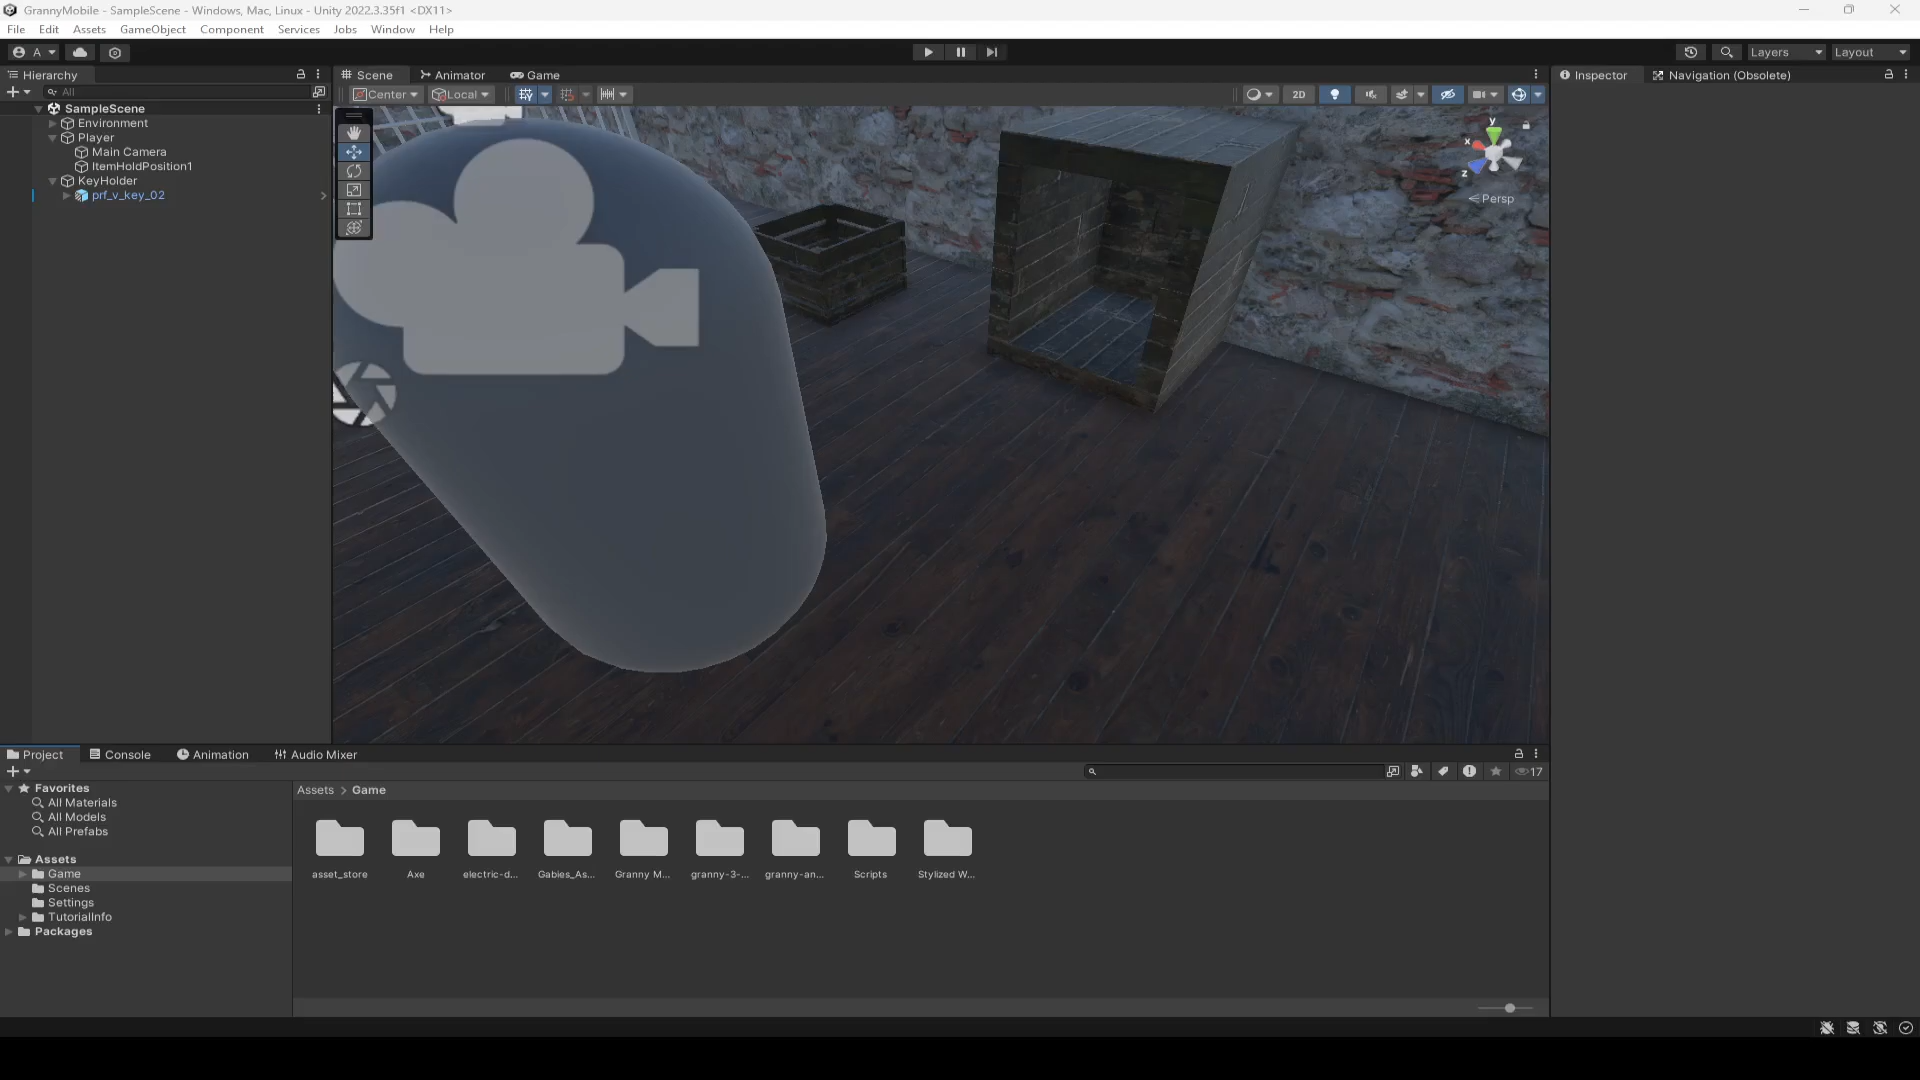 GrannyMobile - SampleScene - Windows, Mac, Linux - Unity 2022.3.35f1 <DX11>
File Edit Assets GameObject Component Services Jobs Window Help
A Layers Layout
Hierarchy
All
SampleScene
Environment
Player
Main Camera
ItemHoldPosition1
KeyHolder
prf_v_key_02
Scene Animator Game
Center Local 2D
y
x
z
Persp
Inspector Navigation (Obsolete)
Project Console Animation Audio Mixer
17
Favorites
All Materials
All Models
All Prefabs
Assets
Game
Scenes
Settings
TutorialInfo
Packages
Assets > Game
asset_store Axe electric-d... Gabies_As... Granny M... granny-3-... granny-an... Scripts Stylized W...